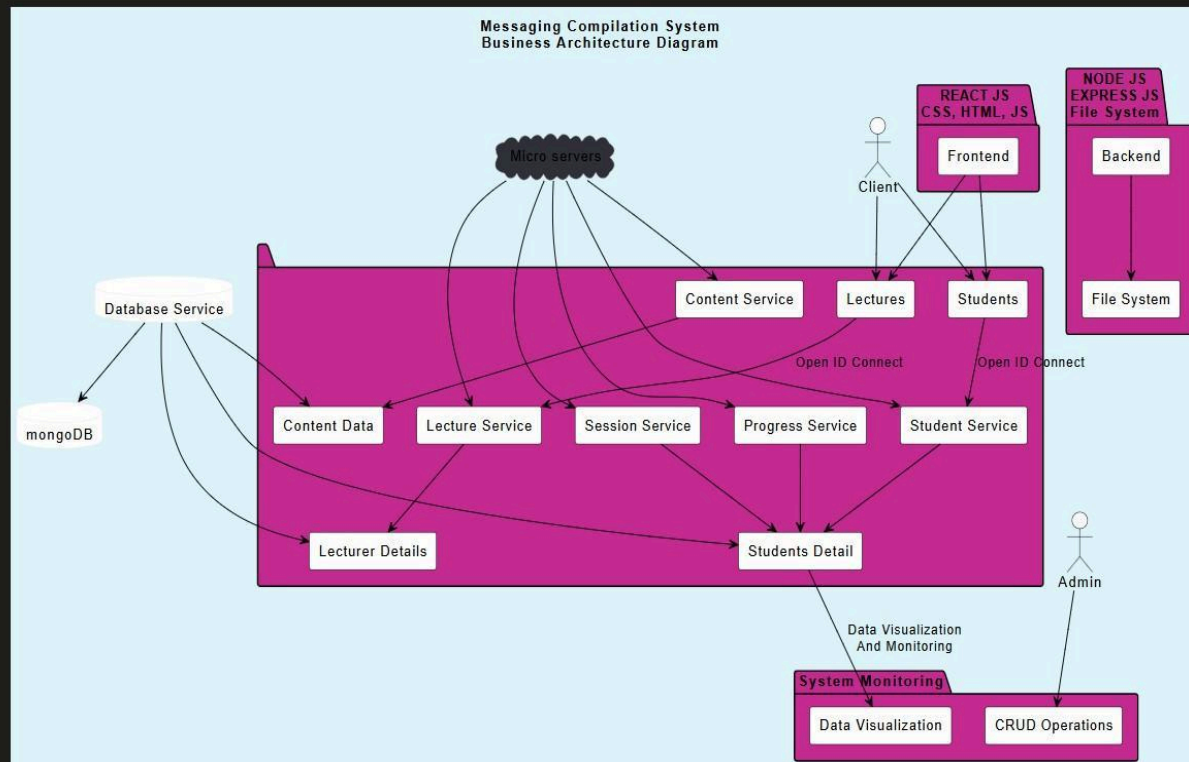 Messaging Compilation System
Business Architecture Diagram
NODE JS
EXPRESS JS
File System
REACT JS
CSS, HTML, JS
Micro servers
Frontend
Backend
Client
Content Service
Lectures
Students
File System
Database Service
Open ID Connect
Open ID Connect
mongoDB
Content Data
Lecture Service
Session Service
Progress Service
Student Service
Lecturer Details
Students Detail
Admin
Data Visualization
And Monitoring
System Monitoring
Data Visualization
CRUD Operations